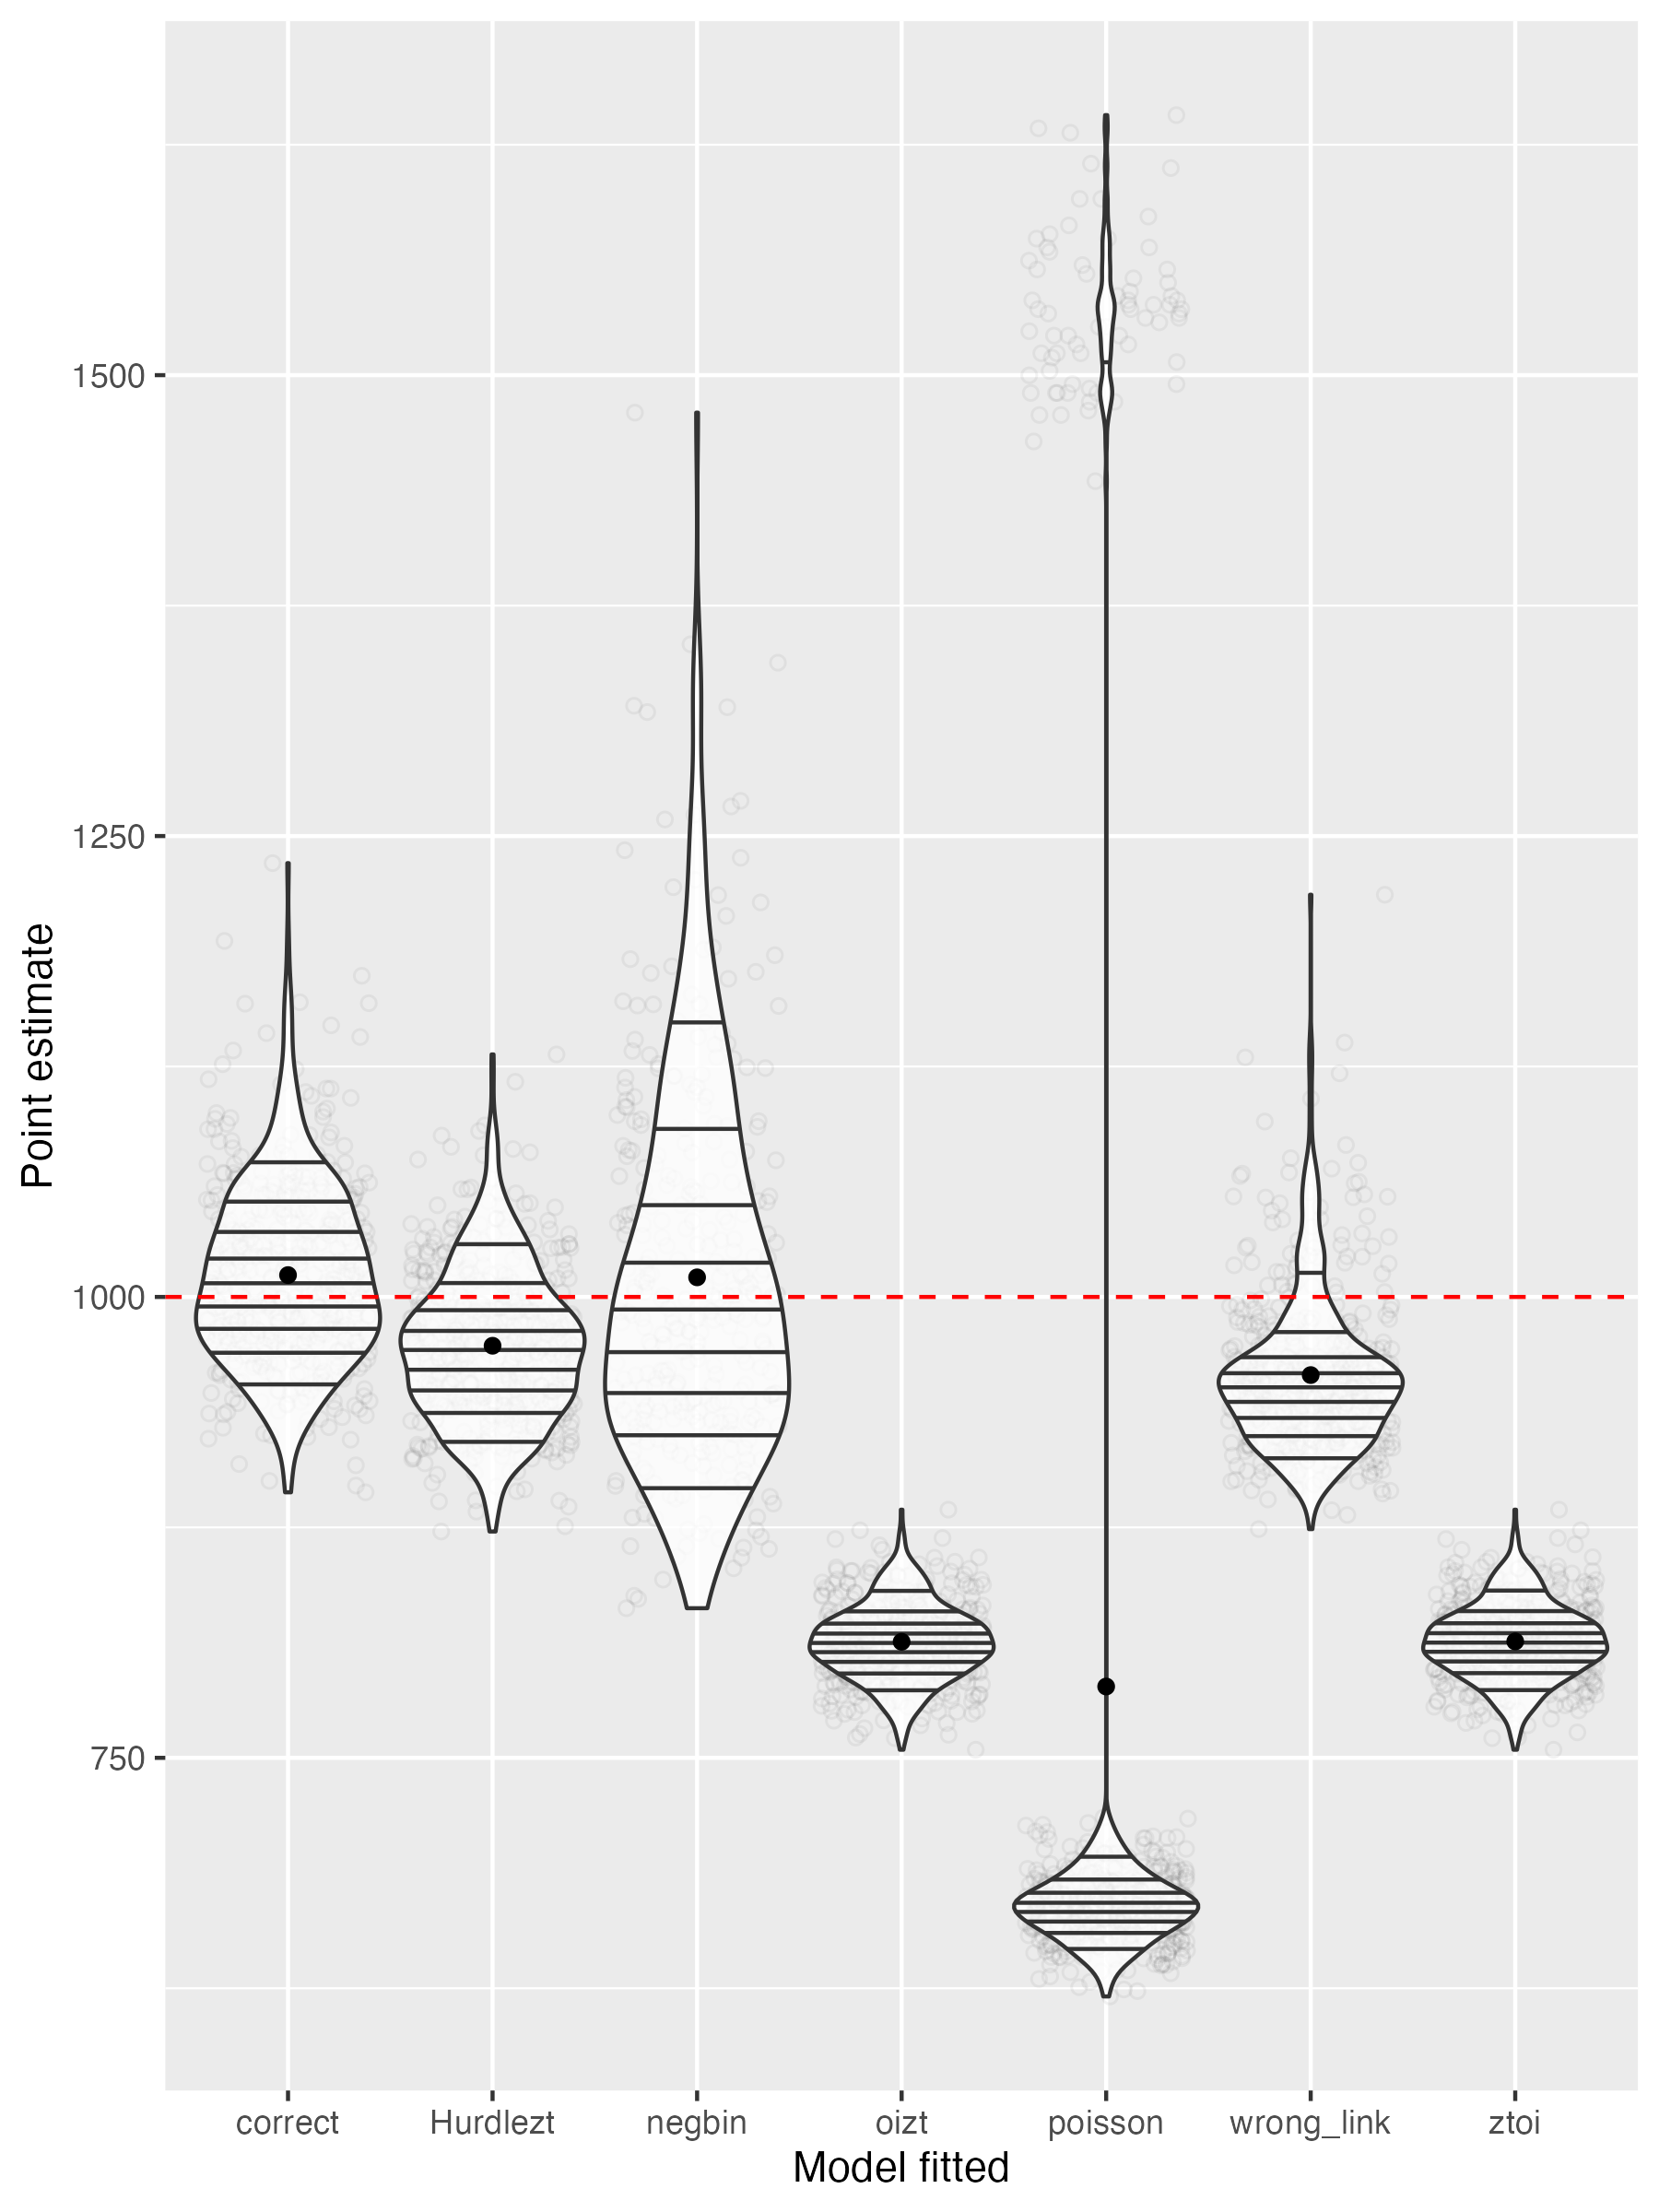 Point estimate
1500
1250
1000
750
correct Hurdlezt negbin oizt poisson wrong_link ztoi
Model fitted